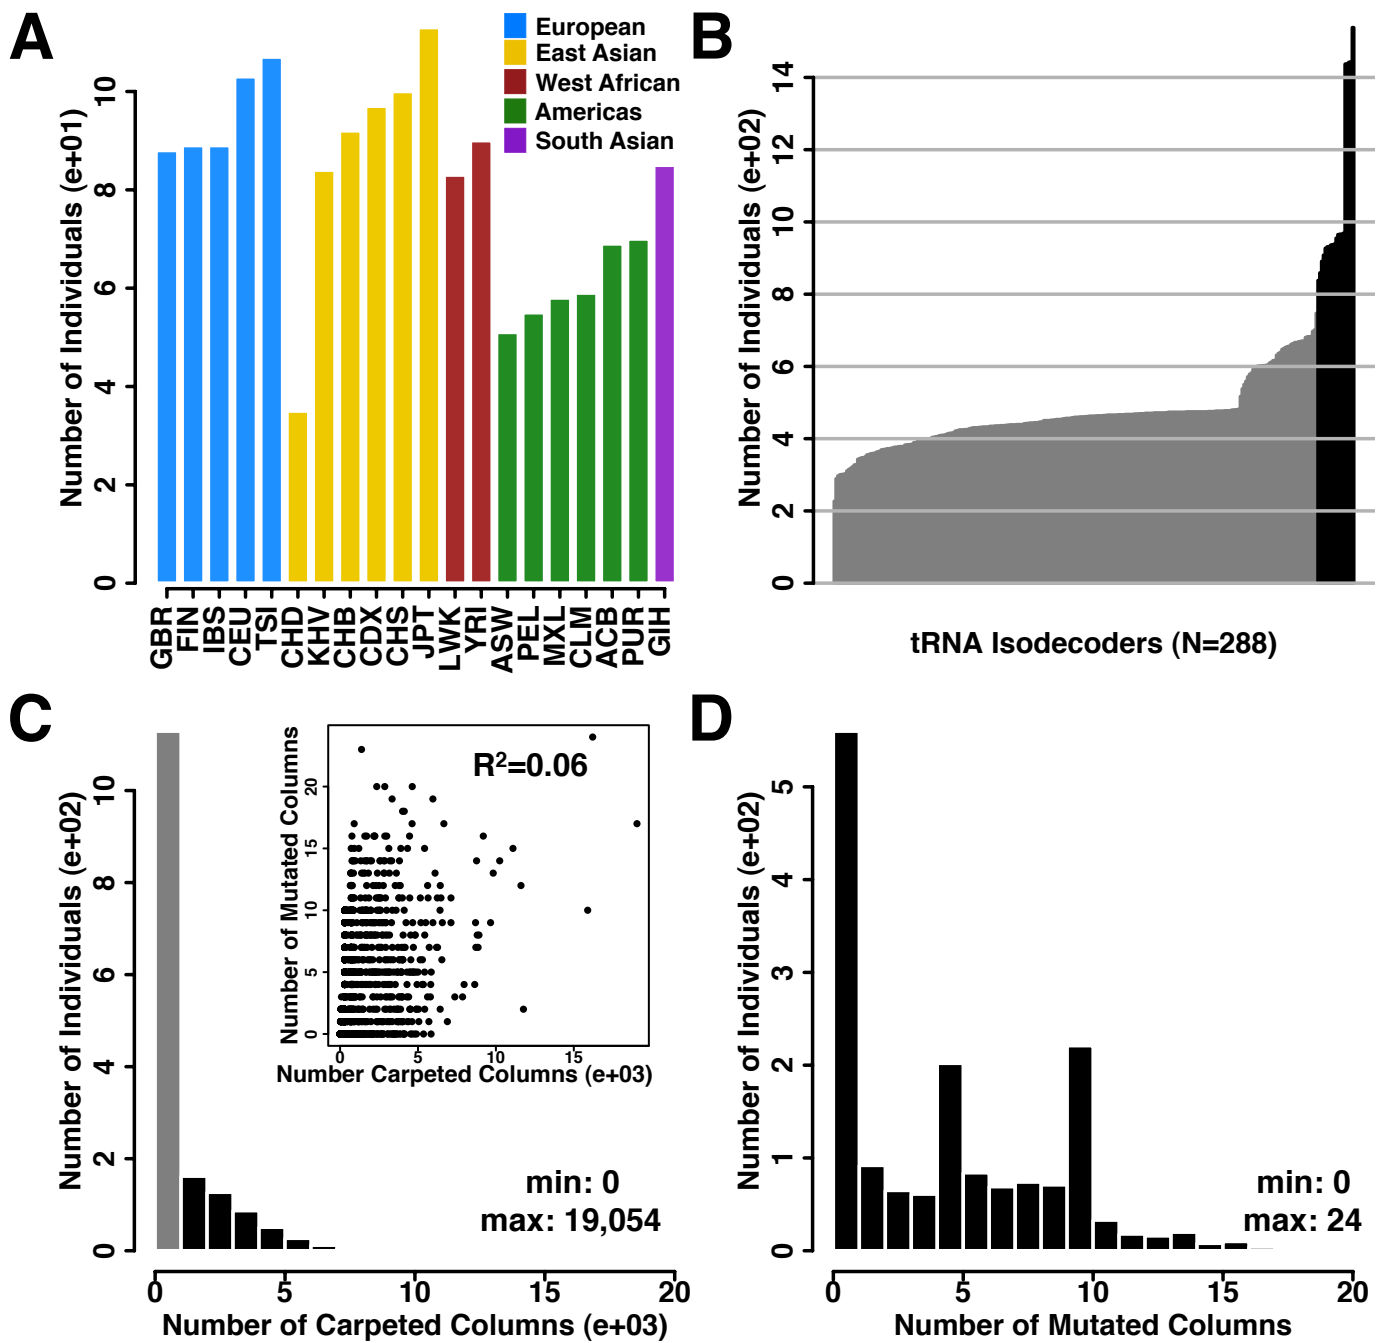 A
European
East Asian
West African
Americas
South Asian
Number of Individuals (e+01)
0
2
4
6
8
10
GBR
FIN
IBS
CEU
TSI
CHD
KHV
CHB
CDX
CHS
JPT
LWK
YRI
ASW
PEL
MXL
CLM
ACB
PUR
GIH
B
Number of Individuals (e+02)
0
2
4
6
8
10
12
14
tRNA Isodecoders (N=288)
C
Number of Individuals (e+02)
0
2
4
6
8
10
Number of Mutated Columns
0
5
10
15
20
R²=0.06
0
5
10
15
Number Carpeted Columns (e+03)
min: 0
max: 19,054
0
5
10
15
20
Number of Carpeted Columns (e+03)
D
Number of Individuals (e+02)
0
1
2
3
4
5
min: 0
max: 24
0
5
10
15
20
Number of Mutated Columns